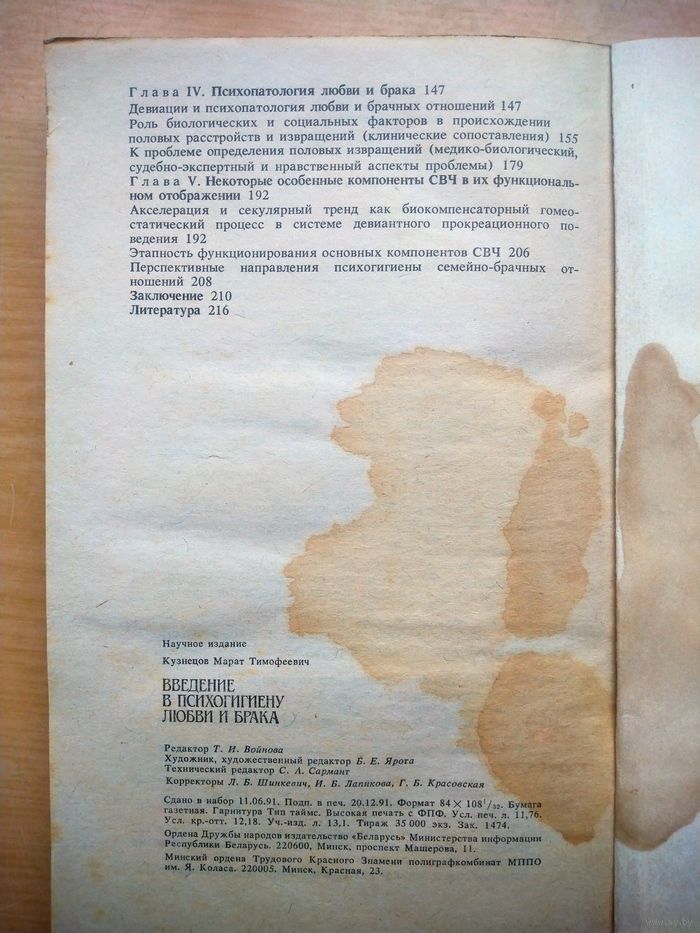 Глава IV. Психопатология любви и брака 147
Девиации и психопатология любви и брачных отношений 147
Роль биологических и социальных факторов в происхождении
половых расстройств и извращений (клинические сопоставления) 155
К проблеме определения половых извращений (медико-биологический,
судебно-экспертный и нравственный аспекты проблемы) 179
Глава V. Некоторые особенные компоненты СВЧ в их функциональ-
ном отображении 192
Акселерация и секулярный тренд как биокомпенсаторный гомео-
статический процесс в системе девиантного прокреационного по-
ведения 192
Этапность функционирования основных компонентов СВЧ 206
Перспективные направления психогигиены семейно-брачных от-
ношений 208
Заключение 210
Литература 216
Научное издание
Кузнецов Марат Тимофеевич
ВВЕДЕНИЕ
В ПСИХОГИГИЕНУ
ЛЮБВИ И БРАКА
Редактор Т. И. Войнова
Художник, художественный редактор Б. Е. Ярота
Технический редактор С. Л. Сармант
Корректоры Л. Б. Шинкевич, И. Б. Лапикова, Г. Б. Красовская
Сдано в набор 11.06.91. Подп. в печ. 20.12.91. Формат 84 × 108 1/32. Бумага
газетная. Гарнитура Тип таймс. Высокая печать с ФПФ. Усл. печ. л. 11,76.
Усл. кр.-отт. 12,18. Уч.-изд. л. 13,1. Тираж 35 000 экз. Зак. 1474.
Ордена Дружбы народов издательство «Беларусь» Министерства информации
Республики Беларусь. 220600, Минск, проспект Машерова, 11.
Минский ордена Трудового Красного Знамени полиграфкомбинат МППО
им. Я. Коласа. 220005. Минск, Красная, 23.